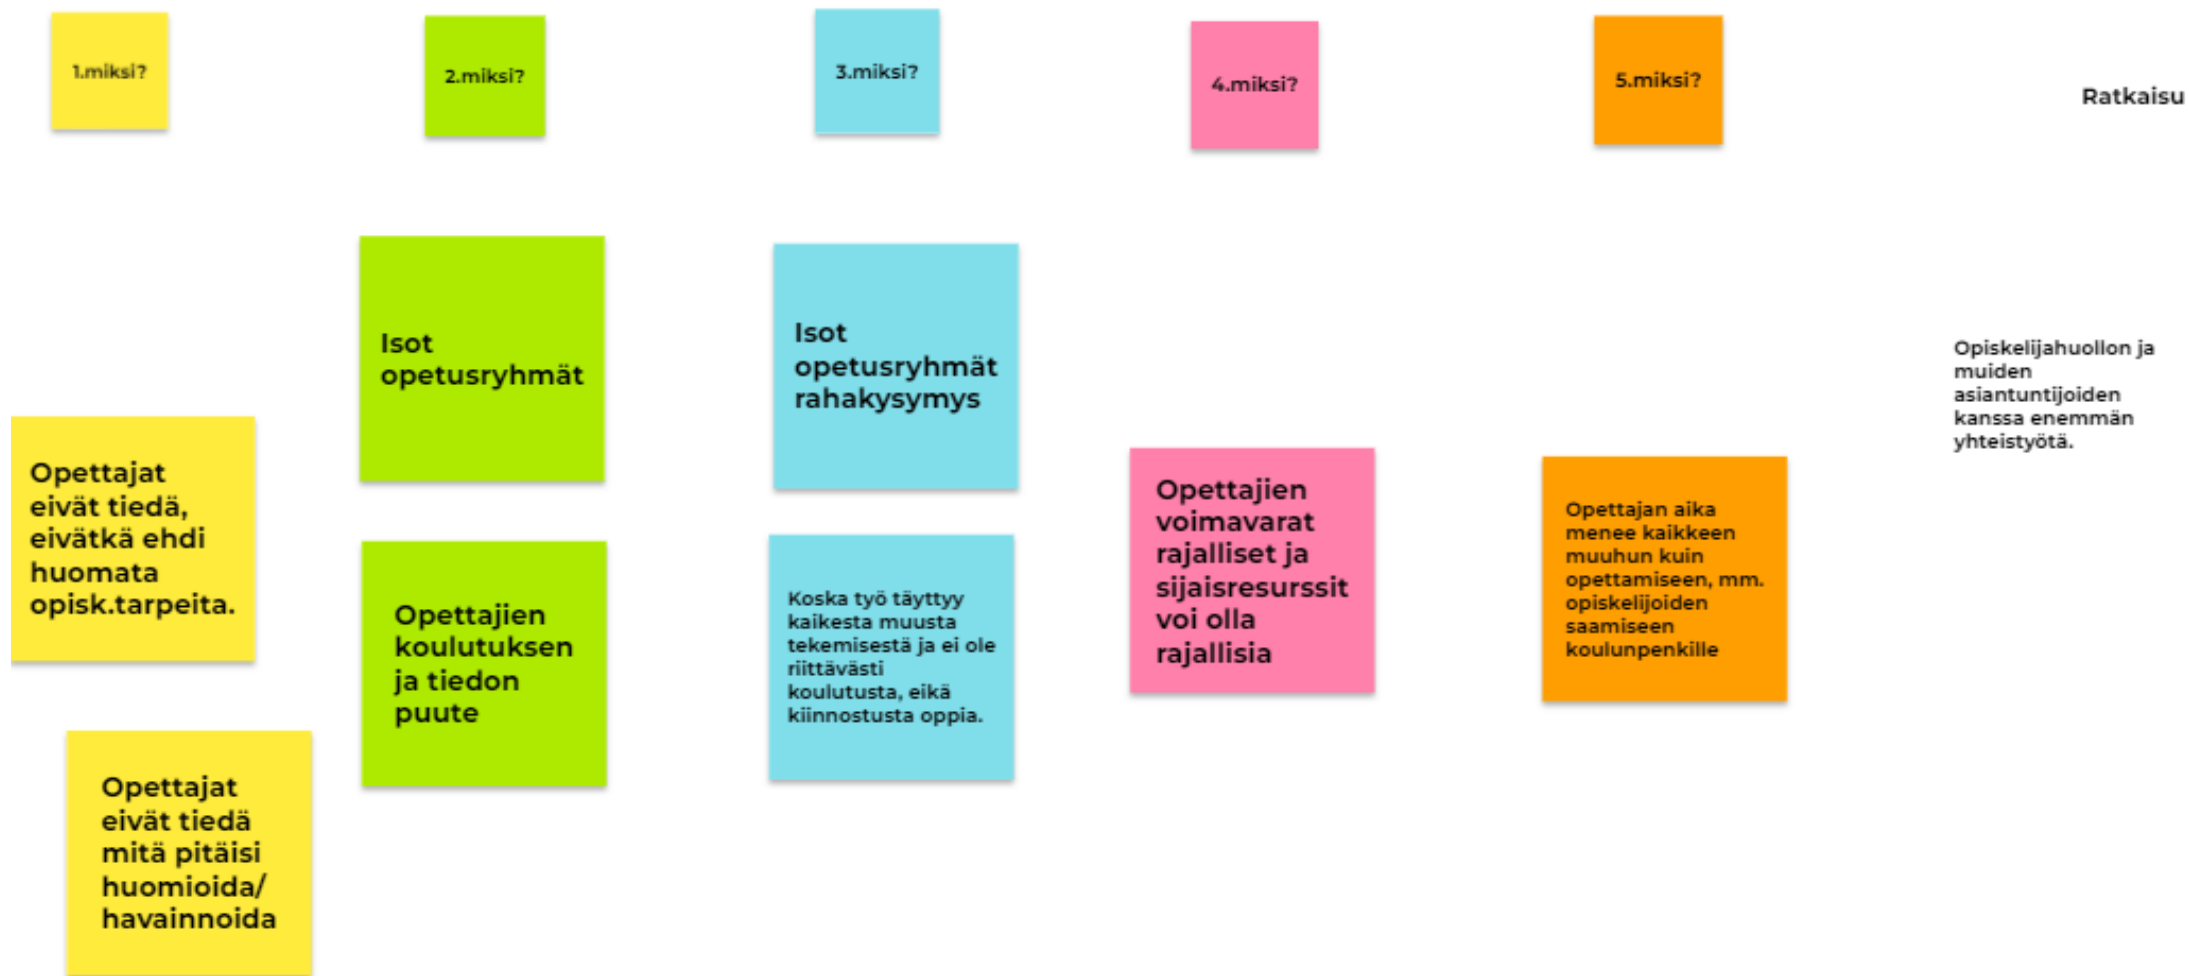 1.miksi?
2.miksi?
3.miksi?
4.miksi?
5.miksi?
Ratkaisu
Opettajat
eivät tiedä,
eivätkä ehdi
huomata
opisk.tarpeita.
Opettajat
eivät tiedä
mitä pitäisi
huomioida/
havainnoida
Isot
opetusryhmät
Opettajien
koulutuksen
ja tiedon
puute
Isot
opetusryhmät
rahakysymys
Koska työ täyttyy
kaikesta muusta
tekemisestä ja ei ole
riittävästi
koulutusta, eikä
kiinnostusta oppia.
Opettajien
voimavarat
rajalliset ja
sijaisresurssit
voi olla
rajallisia
Opettajan aika
menee kaikkeen
muuhun kuin
opettamiseen, mm.
opiskelijoiden
saamiseen
koulunpenkille
Opiskelijahuollon ja
muiden
asiantuntijoiden
kanssa enemmän
yhteistyötä.